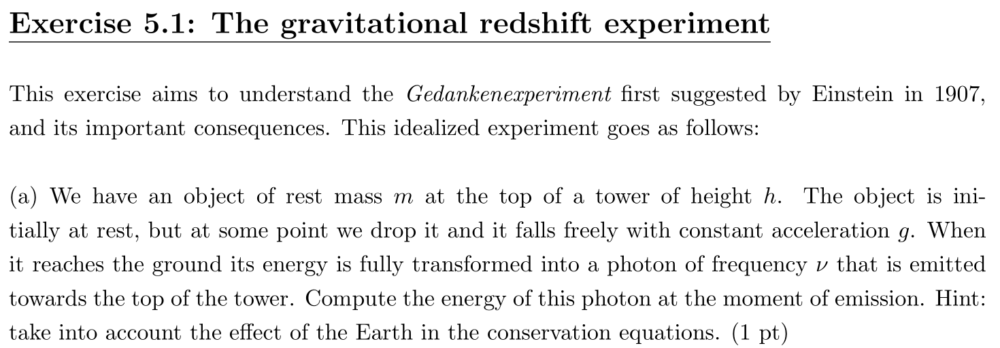 Exercise 5.1: The gravitational redshift experiment
This exercise aims to understand the Gedankenexperiment first suggested by Einstein in 1907,
and its important consequences. This idealized experiment goes as follows:
(a) We have an object of rest mass m at the top of a tower of height h. The object is ini-
tially at rest, but at some point we drop it and it falls freely with constant acceleration g. When
it reaches the ground its energy is fully transformed into a photon of frequency ν that is emitted
towards the top of the tower. Compute the energy of this photon at the moment of emission. Hint:
take into account the effect of the Earth in the conservation equations. (1 pt)